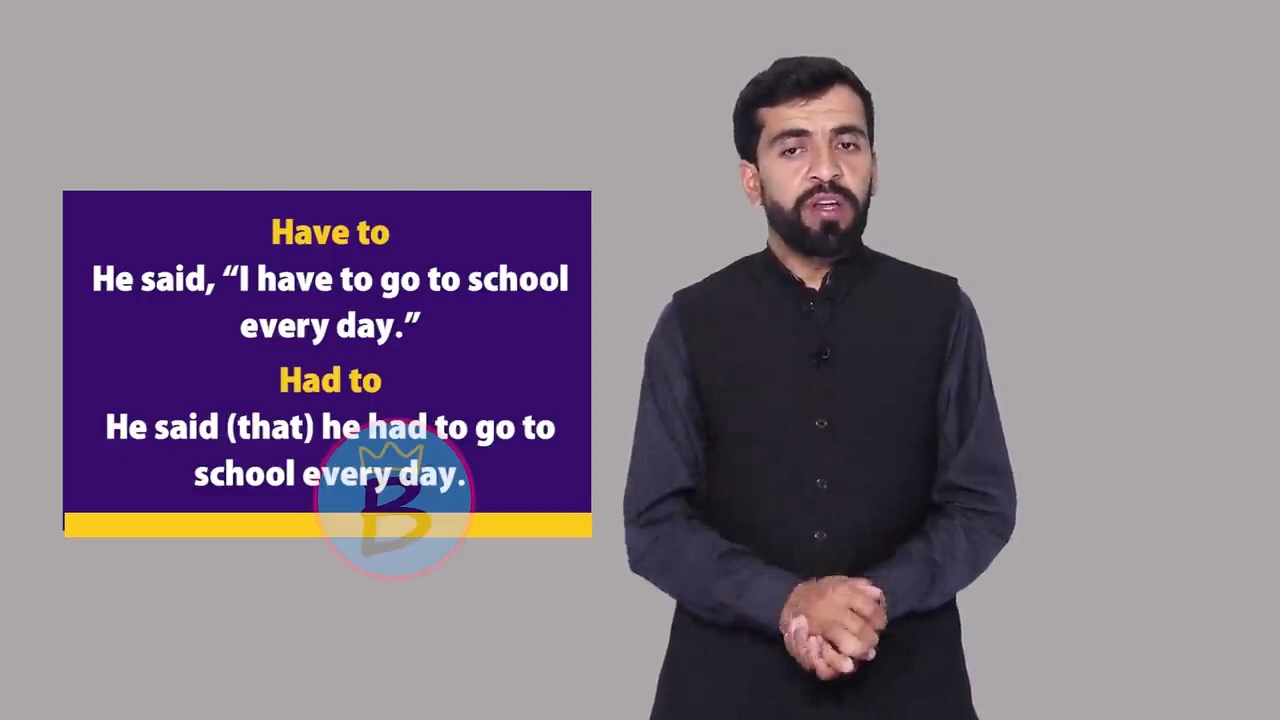 Have to
He said, “I have to go to school
every day.”
Had to
He said (that) he had to go to
school every day.
B